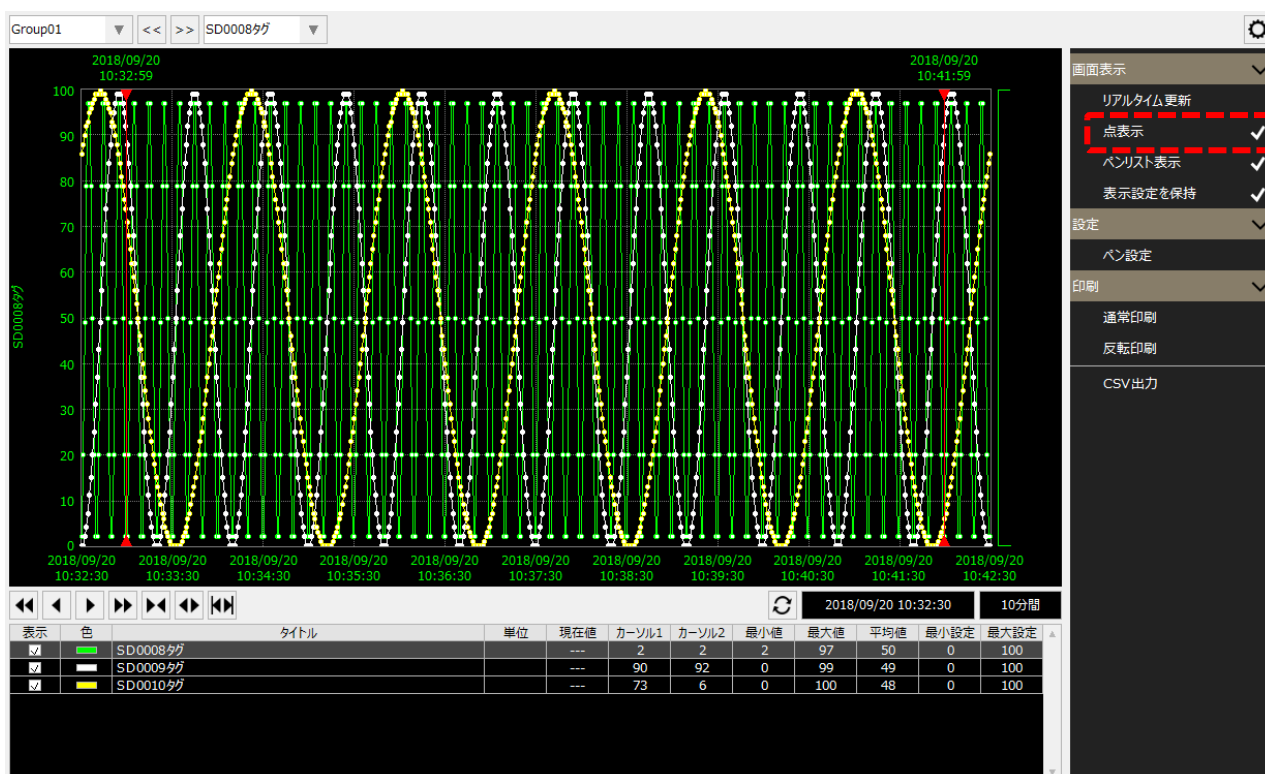 Group01 << >> SD0008タグ
2018/09/20 2018/09/20
10:32:59 10:41:59
100
90
80
70
60
50
40
30
20
10
0
SD0008タグ
2018/09/20 2018/09/20 2018/09/20 2018/09/20 2018/09/20 2018/09/20 2018/09/20 2018/09/20 2018/09/20 2018/09/20 2018/09/20
10:32:30 10:33:30 10:34:30 10:35:30 10:36:30 10:37:30 10:38:30 10:39:30 10:40:30 10:41:30 10:42:30
2018/09/20 10:32:30 10分間
表示 色 タイトル 単位 現在値 カーソル1 カーソル2 最小値 最大値 平均値 最小設定 最大設定
SD0008タグ --- 2 2 2 97 50 0 100
SD0009タグ --- 90 92 0 99 49 0 100
SD0010タグ --- 73 6 0 100 48 0 100
画面表示
リアルタイム更新
点表示
ペンリスト表示
表示設定を保持
設定
ペン設定
印刷
通常印刷
反転印刷
CSV出力